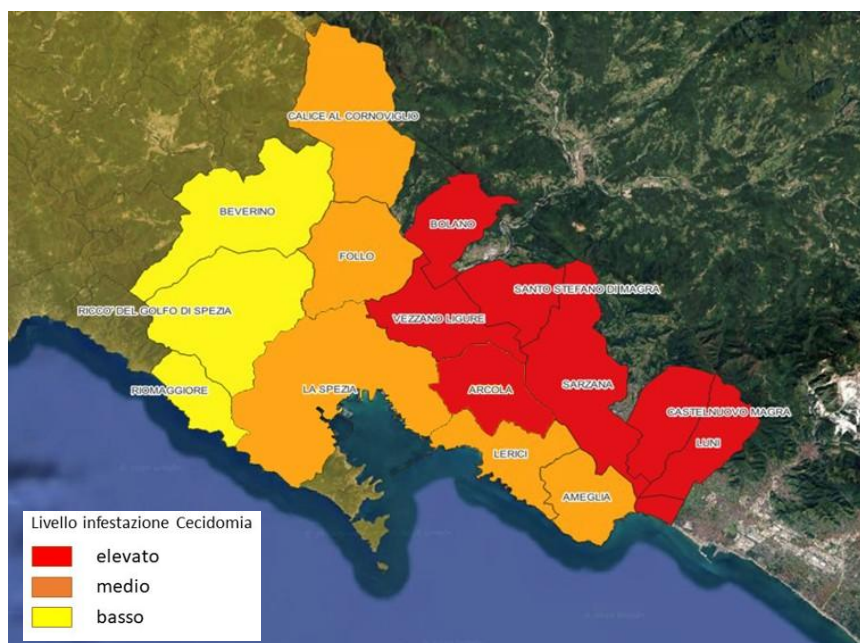 CALICE AL CORNOVIGLIO
BEVERINO
BOLANO
FOLLO
SANTO STEFANO DI MAGRA
RICCO' DEL GOLFO DI SPEZIA
VEZZANO LIGURE
RIOMAGGIORE
LA SPEZIA
ARCOLA
SARZANA
CASTELNUOVO MAGRA
LUNI
LERICI
AMEGLIA
Livello infestazione Cecidomia
elevato
medio
basso